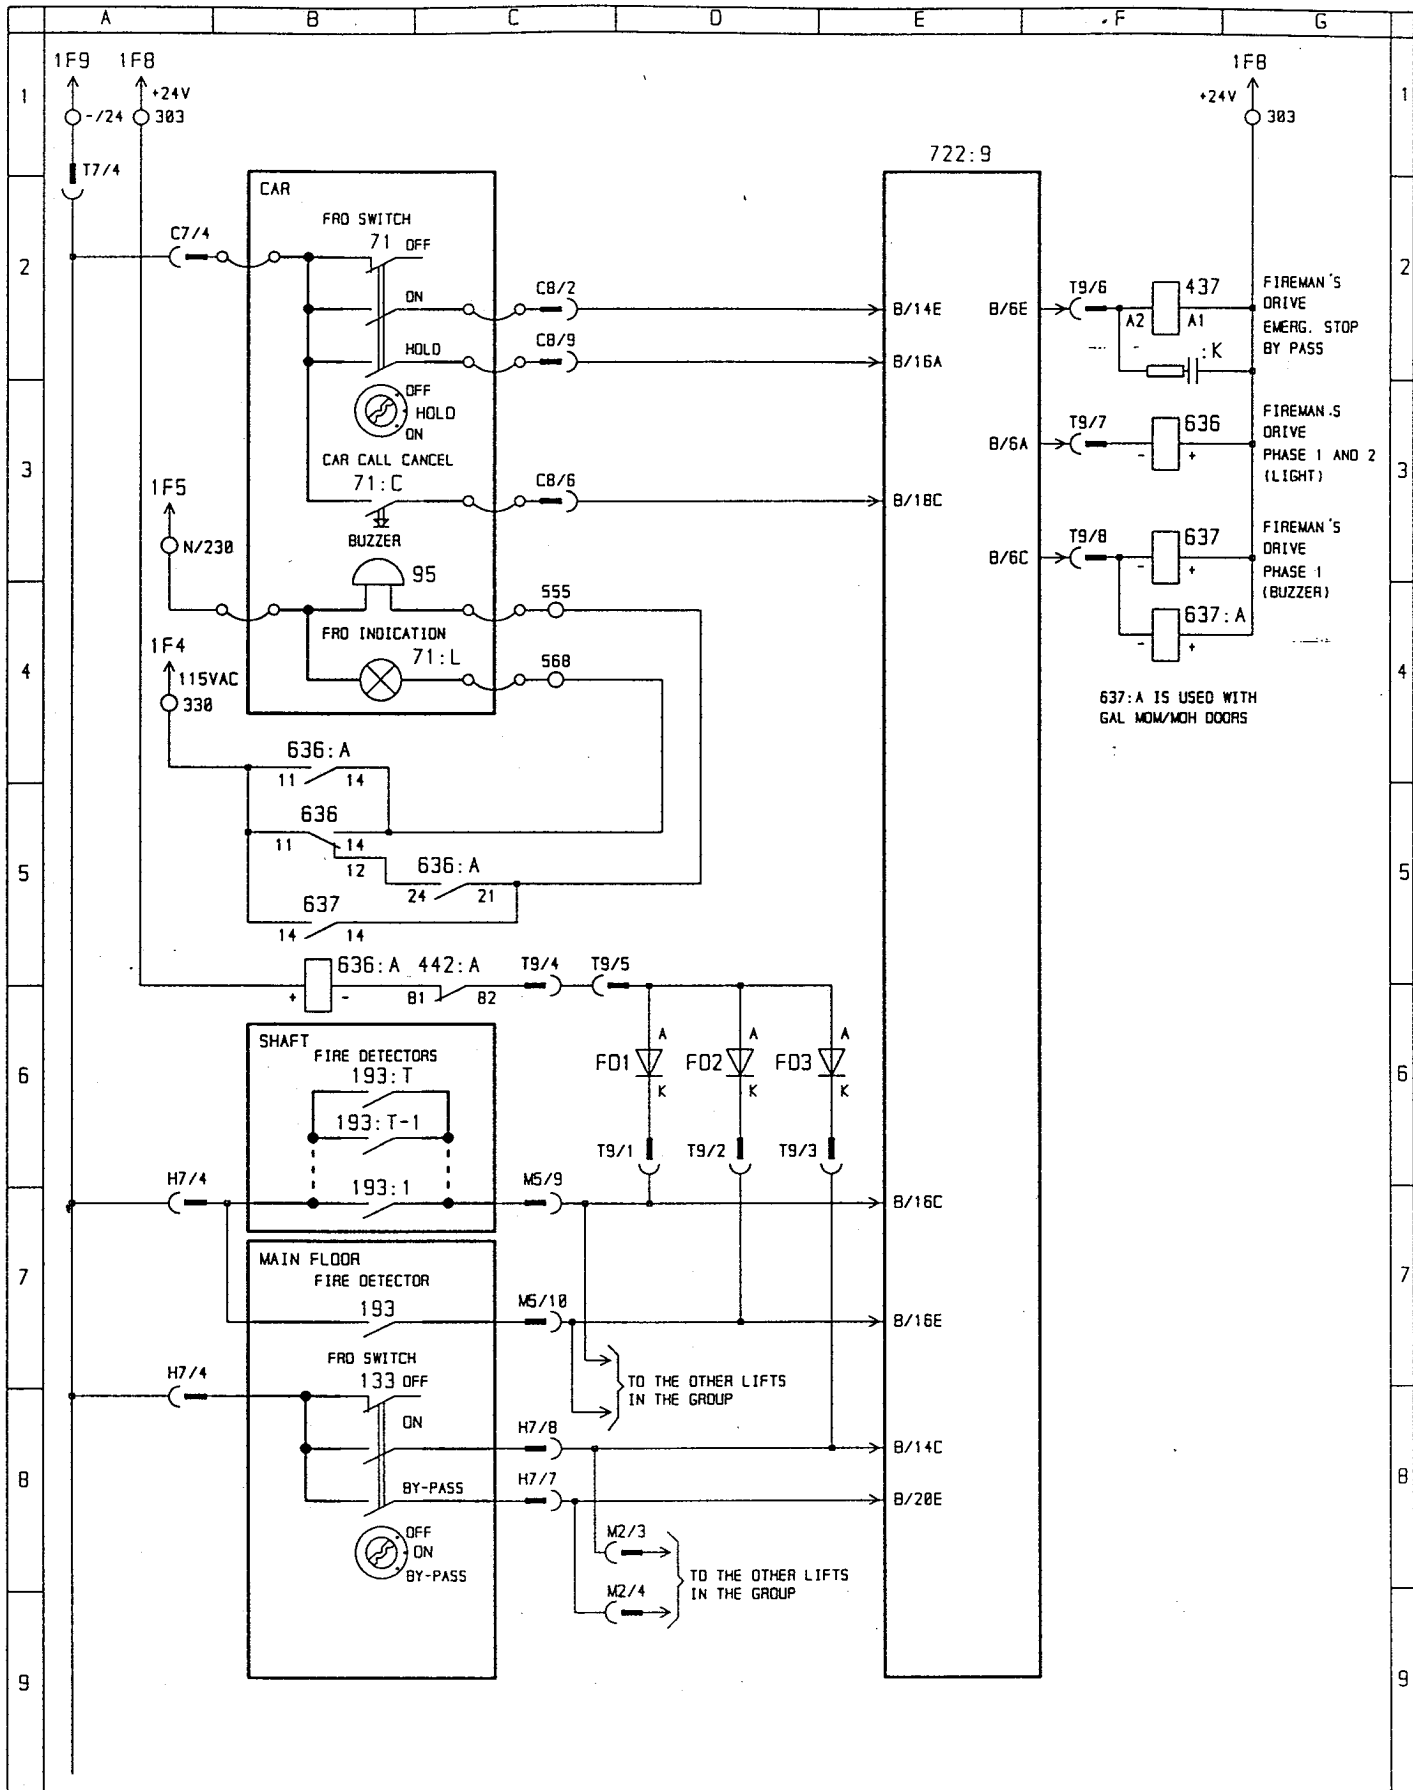 A B C D E F G
1F9 1F8 1F8
1 +24V +24V 1
-/24 303 303
T7/4 722:9
CAR
FRD SWITCH
C7/4 71 OFF
2 2
ON C8/2 B/14E B/6E T9/6 437 FIREMAN'S
A2 A1 DRIVE
EMERG. STOP
HOLD C8/9 B/16A :K BY PASS
OFF
HOLD
ON
FIREMAN.S
T9/7 636 DRIVE
B/6A - + PHASE 1 AND 2
(LIGHT)
3 CAR CALL CANCEL 3
1F5 71:C C8/6 B/18C
N/230 BUZZER
B/6C T9/8 637 FIREMAN'S
- + DRIVE
PHASE 1
(BUZZER)
95 555
637:A
- +
FRD INDICATION
1F4 71:L 568
4 115VAC 4
330
637:A IS USED WITH
GAL MOM/MOH DOORS
636:A
11 14
636
11 14
12
5 636:A 5
24 21
637
14 14
636:A 442:A T9/4 T9/5
+ - 81 82
SHAFT
FIRE DETECTORS
193:T
A A A
6 FD1 FD2 FD3 6
K K K
193:T-1
T9/1 T9/2 T9/3
H7/4 193:1 M5/9 B/16C
MAIN FLOOR
7 FIRE DETECTOR 7
193 M5/10 B/16E
FRD SWITCH
H7/4 133 OFF
TO THE OTHER LIFTS
IN THE GROUP
ON H7/8 B/14C
8 8
BY-PASS H7/7 B/20E
OFF
ON
BY-PASS
M2/3
TO THE OTHER LIFTS
IN THE GROUP
M2/4
9 9